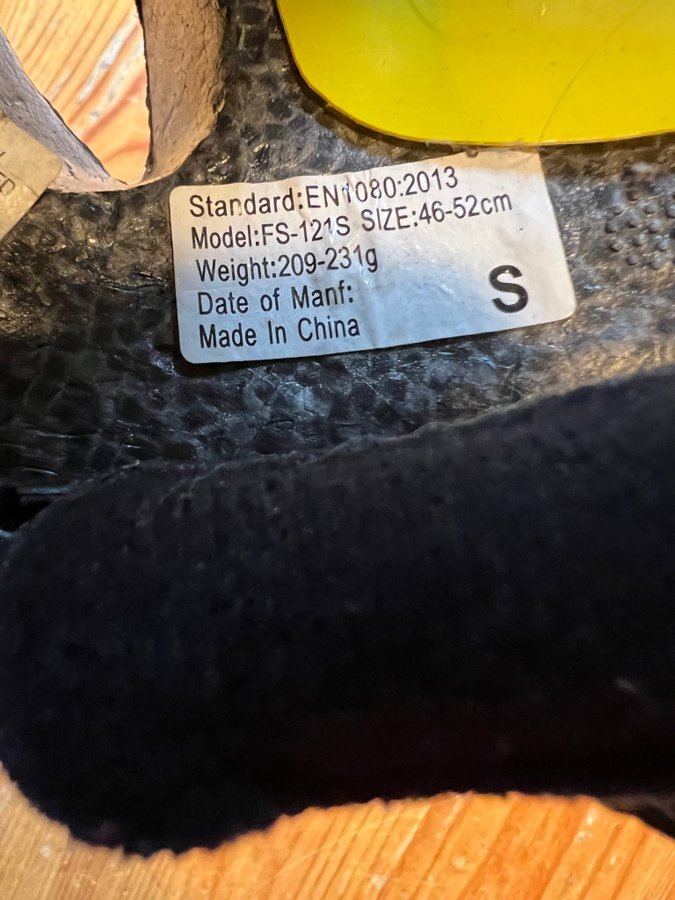 Standard:EN1080:2013
Model:FS-121S SIZE:46-52cm
Weight:209-231g
Date of Manf:
Made In China
S